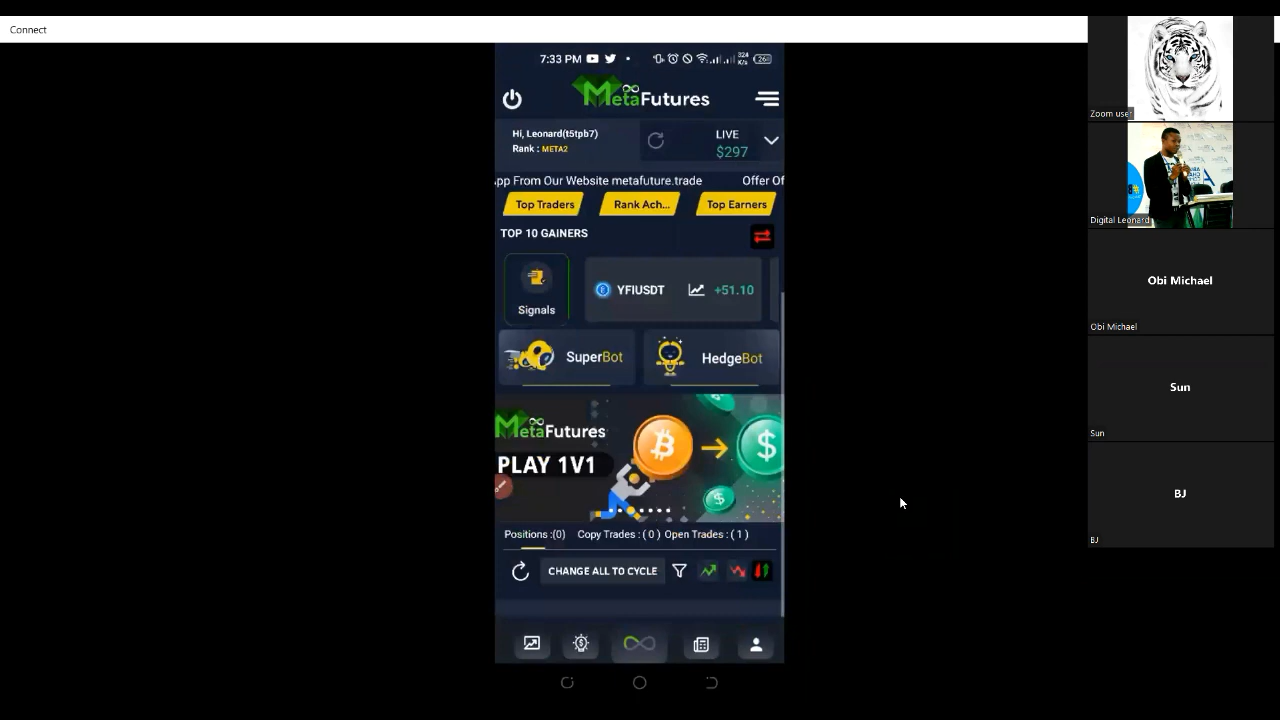 Connect
7:33 PM
324
K/s
26
MetaFutures
Hi, Leonard(t5tpb7)
Rank : META2
LIVE
$297
pp From Our Website metafuture.trade Offer Of
Top Traders
Rank Ach...
Top Earners
TOP 10 GAINERS
Signals
YFIUSDT
+51.10
SuperBot
HedgeBot
MetaFutures
PLAY 1V1
Positions :(0) Copy Trades : ( 0 ) Open Trades : ( 1 )
CHANGE ALL TO CYCLE
Zoom user
Digital Leonard
Obi Michael
Obi Michael
Sun
Sun
BJ
BJ